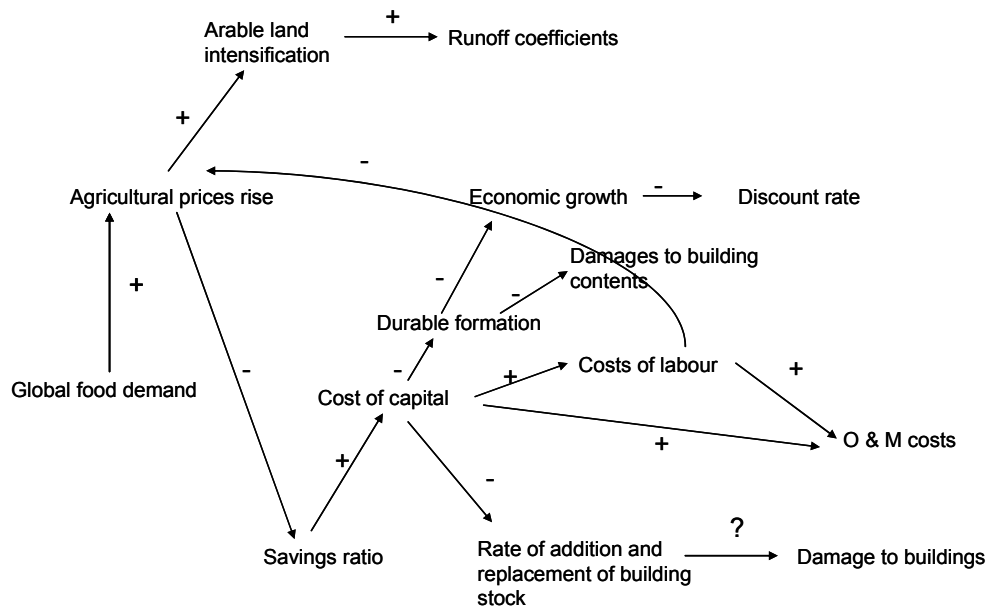 Arable land
intensification
+
Runoff coefficients
+
-
Agricultural prices rise
Economic growth
-
Discount rate
+
-
Damages to building
contents
-
Durable formation
-
-
Global food demand
Cost of capital
+
Costs of labour
+
+
O & M costs
+
-
Savings ratio
Rate of addition and
replacement of building
stock
?
Damage to buildings